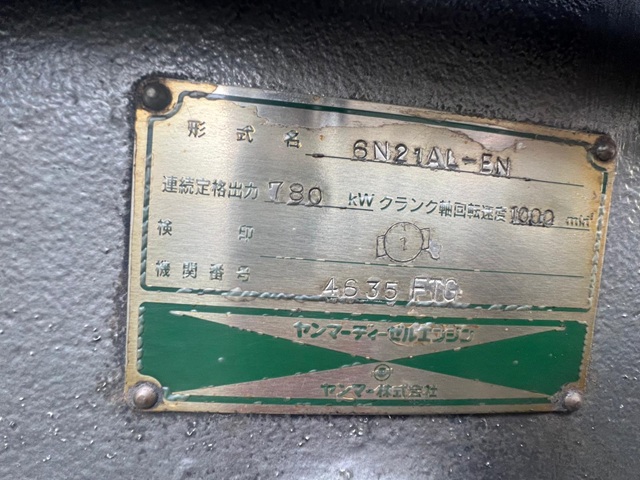 形式名 6N21AL-EN
連続定格出力 780 kW クランク軸回転速度 1000 min⁻¹
検印 1
機関番号 4635 FTG
ヤンマーディーゼルエンジン
ヤンマー株式会社